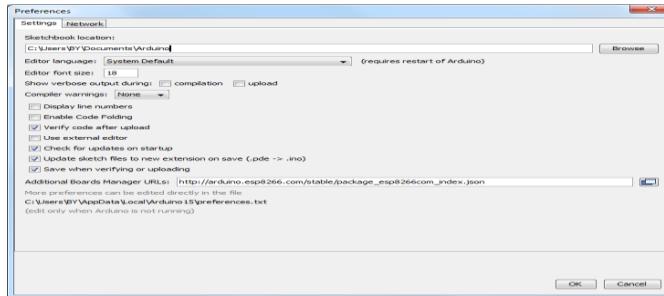 Preferences
Settings Network
Sketchbook location:
C:\Users\BY\Documents\Arduino
Browse
Editor language: System Default (requires restart of Arduino)
Editor font size: 18
Show verbose output during: compilation upload
Compiler warnings: None
Display line numbers
Enable Code Folding
Verify code after upload
Use external editor
Check for updates on startup
Update sketch files to new extension on save (.pde -> .ino)
Save when verifying or uploading
Additional Boards Manager URLs: http://arduino.esp8266.com/stable/package_esp8266com_index.json
More preferences can be edited directly in the file
C:\Users\BY\AppData\Local\Arduino15\preferences.txt
(edit only when Arduino is not running)
OK Cancel